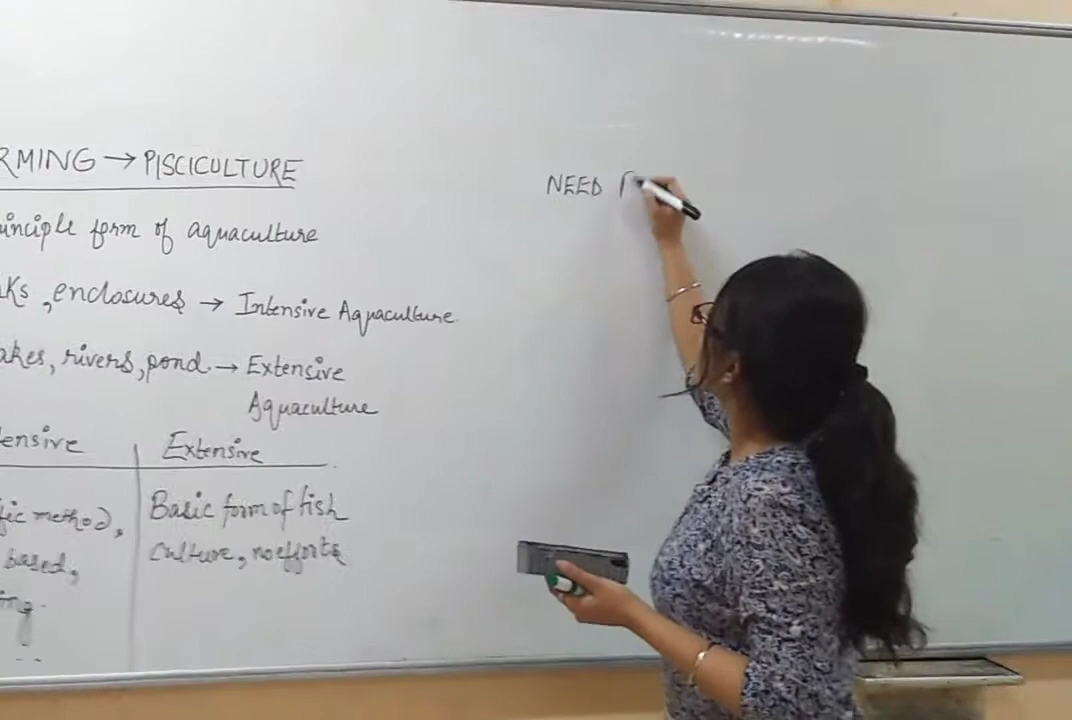 RMING → PISCICULTURE
inciple form of aquaculture
ks, enclosures → Intensive Aquaculture
akes, rivers, pond. → Extensive
Aquaculture
ensive Extensive
fic method, Basic form of fish
based, culture, no efforts
ing.
NEED